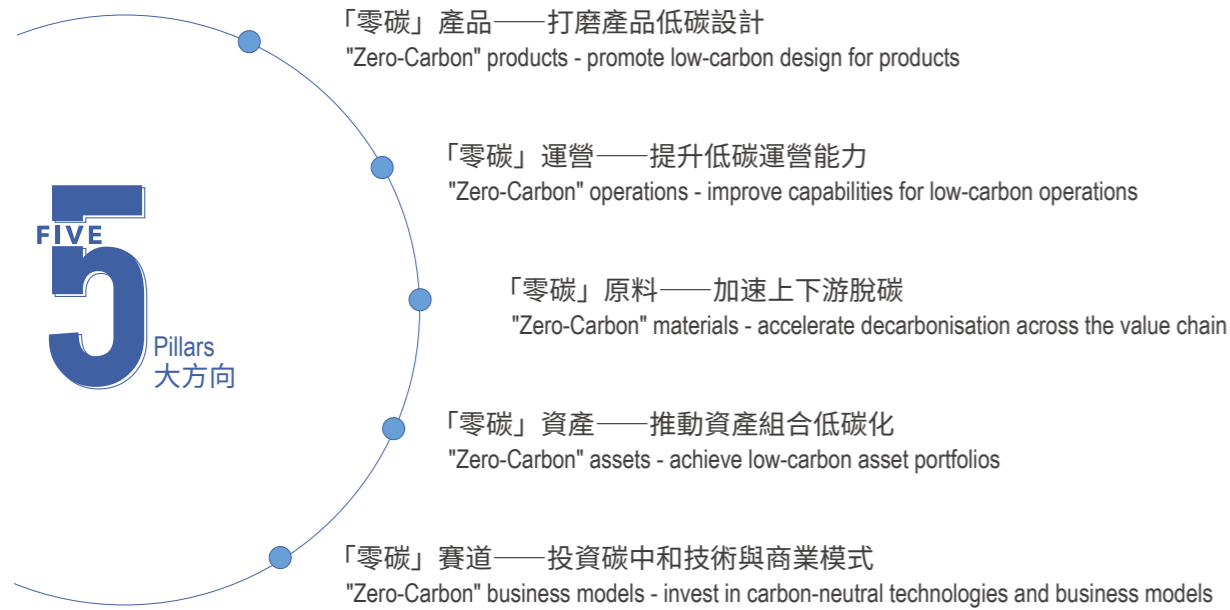 「零碳」產品——打磨產品低碳設計
"Zero-Carbon" products - promote low-carbon design for products
「零碳」運營——提升低碳運營能力
"Zero-Carbon" operations - improve capabilities for low-carbon operations
5
FIVE
Pillars
大方向
「零碳」原料——加速上下游脫碳
"Zero-Carbon" materials - accelerate decarbonisation across the value chain
「零碳」資產——推動資產組合低碳化
"Zero-Carbon" assets - achieve low-carbon asset portfolios
「零碳」賽道——投資碳中和技術與商業模式
"Zero-Carbon" business models - invest in carbon-neutral technologies and business models